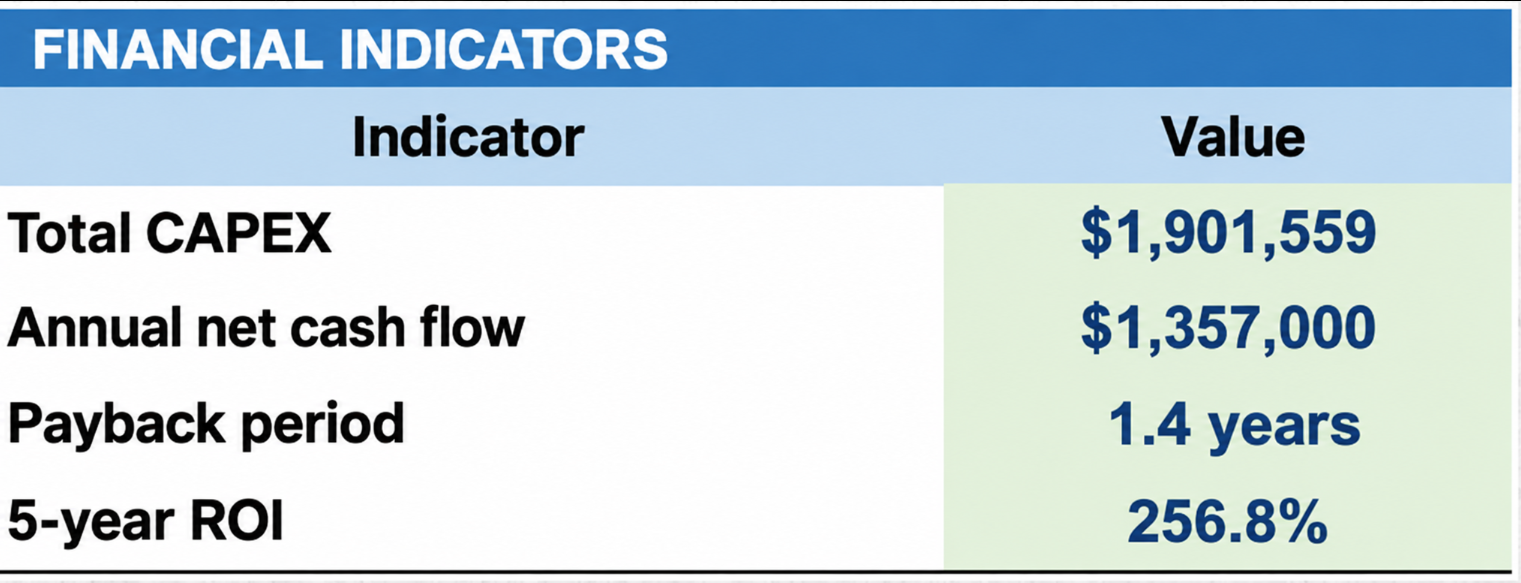 FINANCIAL INDICATORS
Indicator Value
Total CAPEX $1,901,559
Annual net cash flow $1,357,000
Payback period 1.4 years
5-year ROI 256.8%